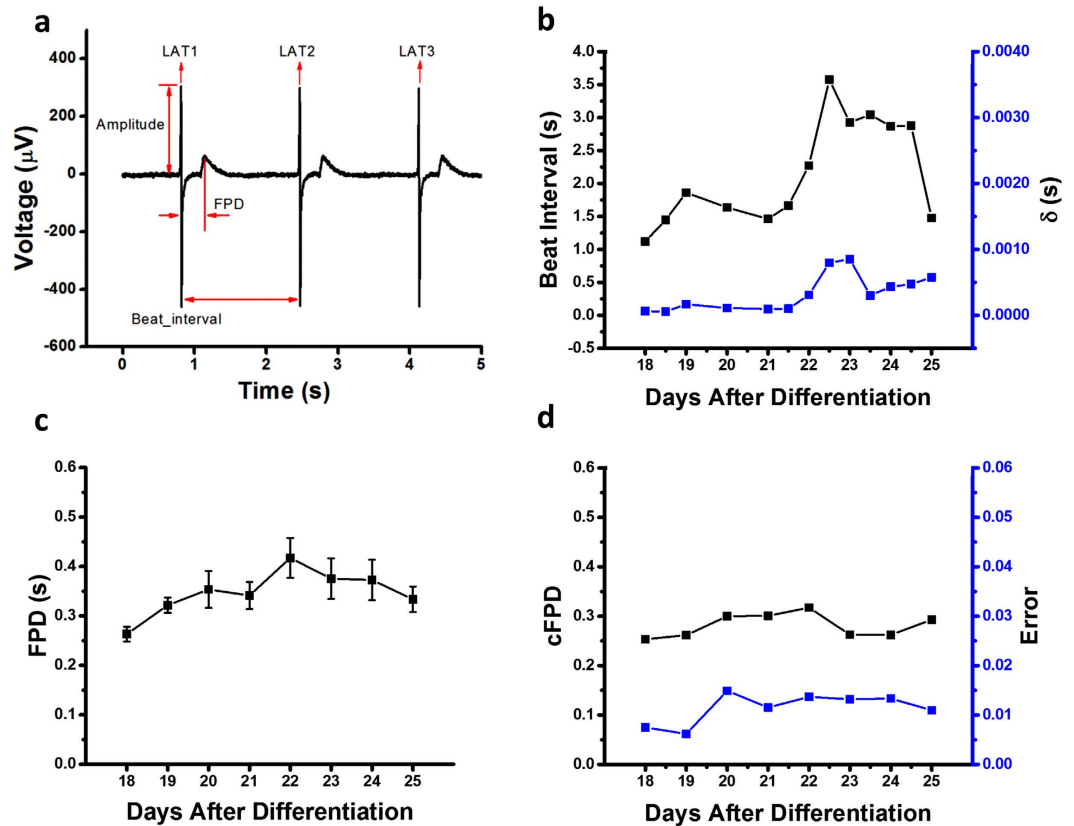 a
LAT1 LAT2 LAT3
400
200
0
-200
-400
-600
Voltage (μV)
Amplitude
FPD
Beat_interval
0 1 2 3 4 5
Time (s)
b
4.0
3.5
3.0
2.5
2.0
1.5
1.0
0.5
0.0
-0.5
Beat Interval (s)
0.0040
0.0030
0.0020
0.0010
0.0000
δ (s)
18 19 20 21 22 23 24 25
Days After Differentiation
c
0.6
0.5
0.4
0.3
0.2
0.1
0.0
FPD (s)
18 19 20 21 22 23 24 25
Days After Differentiation
d
0.6
0.5
0.4
0.3
0.2
0.1
0.0
cFPD
0.06
0.05
0.04
0.03
0.02
0.01
0.00
Error
18 19 20 21 22 23 24 25
Days After Differentiation